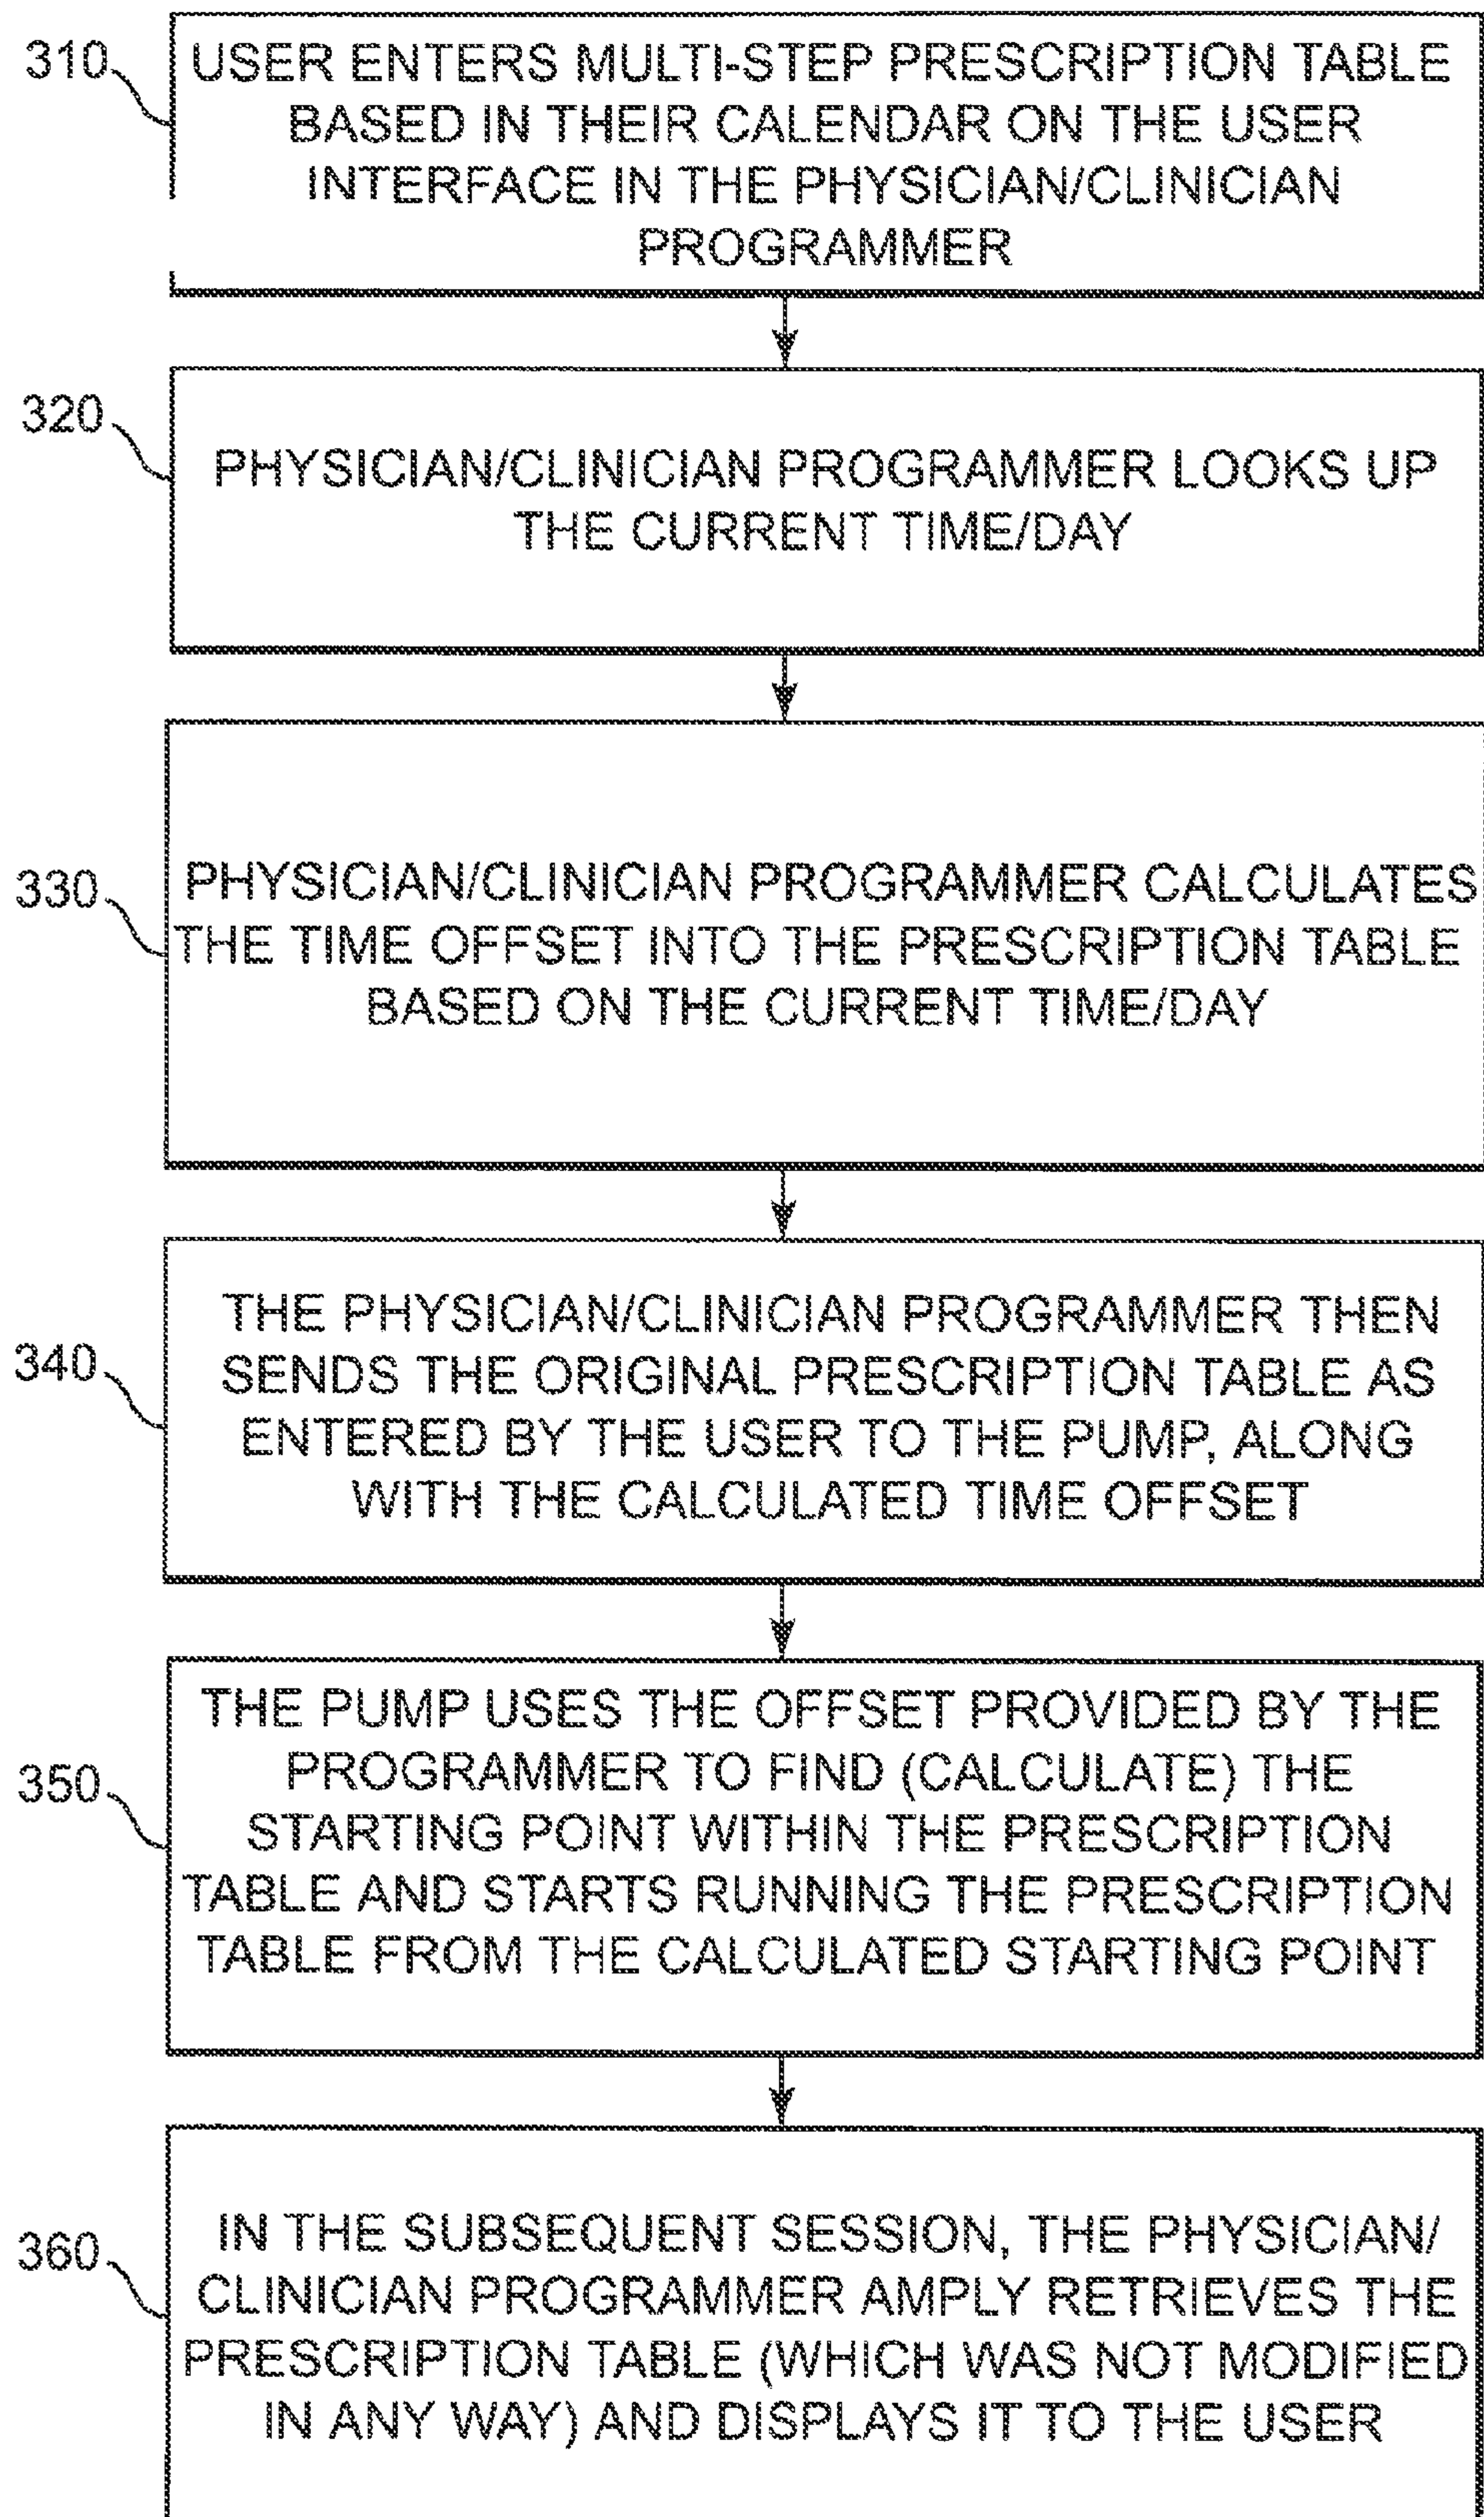 310
USER ENTERS MULTI-STEP PRESCRIPTION TABLE
BASED IN THEIR CALENDAR ON THE USER
INTERFACE IN THE PHYSICIAN/CLINICIAN
PROGRAMMER
320
PHYSICIAN/CLINICIAN PROGRAMMER LOOKS UP
THE CURRENT TIME/DAY
330
PHYSICIAN/CLINICIAN PROGRAMMER CALCULATES
THE TIME OFFSET INTO THE PRESCRIPTION TABLE
BASED ON THE CURRENT TIME/DAY
340
THE PHYSICIAN/CLINICIAN PROGRAMMER THEN
SENDS THE ORIGINAL PRESCRIPTION TABLE AS
ENTERED BY THE USER TO THE PUMP, ALONG
WITH THE CALCULATED TIME OFFSET
350
THE PUMP USES THE OFFSET PROVIDED BY THE
PROGRAMMER TO FIND (CALCULATE) THE
STARTING POINT WITHIN THE PRESCRIPTION
TABLE AND STARTS RUNNING THE PRESCRIPTION
TABLE FROM THE CALCULATED STARTING POINT
360
IN THE SUBSEQUENT SESSION, THE PHYSICIAN/
CLINICIAN PROGRAMMER AMPLY RETRIEVES THE
PRESCRIPTION TABLE (WHICH WAS NOT MODIFIED
IN ANY WAY) AND DISPLAYS IT TO THE USER